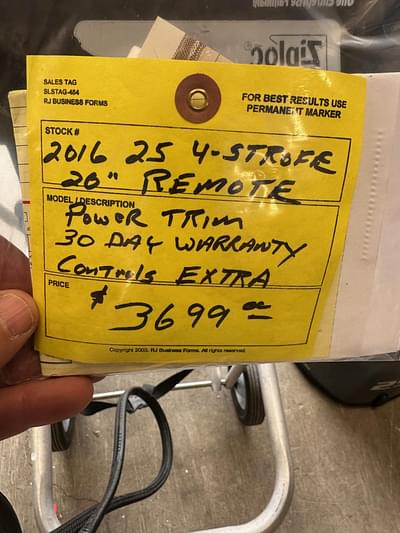 One Enterprise
Ziploc
SALES TAG
SLSTAG-464
RJ BUSINESS FORMS
FOR BEST RESULTS USE
PERMANENT MARKER
STOCK #
2016 25 4-STROKE
20" REMOTE
MODEL / DESCRIPTION
POWER TRIM
30 DAY WARRANTY
CONTROLS EXTRA
PRICE
$ 3699 00
Copyright 2003. RJ Business Forms. All rights reserved.